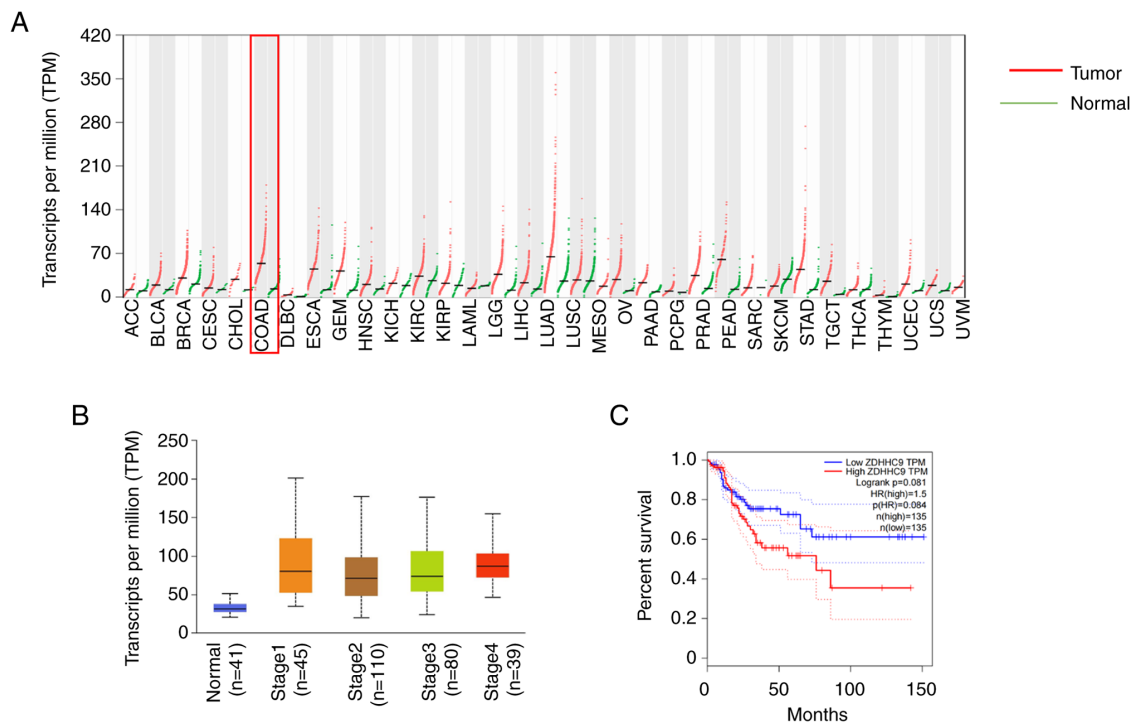 A
Transcripts per million (TPM)
420
350
280
210
140
70
0
ACC
BLCA
BRCA
CESC
CHOL
COAD
DLBC
ESCA
GEM
HNSC
KICH
KIRC
KIRP
LAML
LGG
LIHC
LUAD
LUSC
MESO
OV
PAAD
PCPG
PRAD
PEAD
SARC
SKCM
STAD
TGCT
THCA
THYM
UCEC
UCS
UVM
Tumor
Normal
B
Transcripts per million (TPM)
250
200
150
100
50
0
Normal
(n=41)
Stage1
(n=45)
Stage2
(n=110)
Stage3
(n=80)
Stage4
(n=39)
C
Percent survival
1.0
0.8
0.6
0.4
0.2
0
0
50
100
150
Months
Low ZDHHC9 TPM
High ZDHHC9 TPM
Logrank p=0.081
HR(high)=1.5
p(HR)=0.084
n(high)=135
n(low)=135